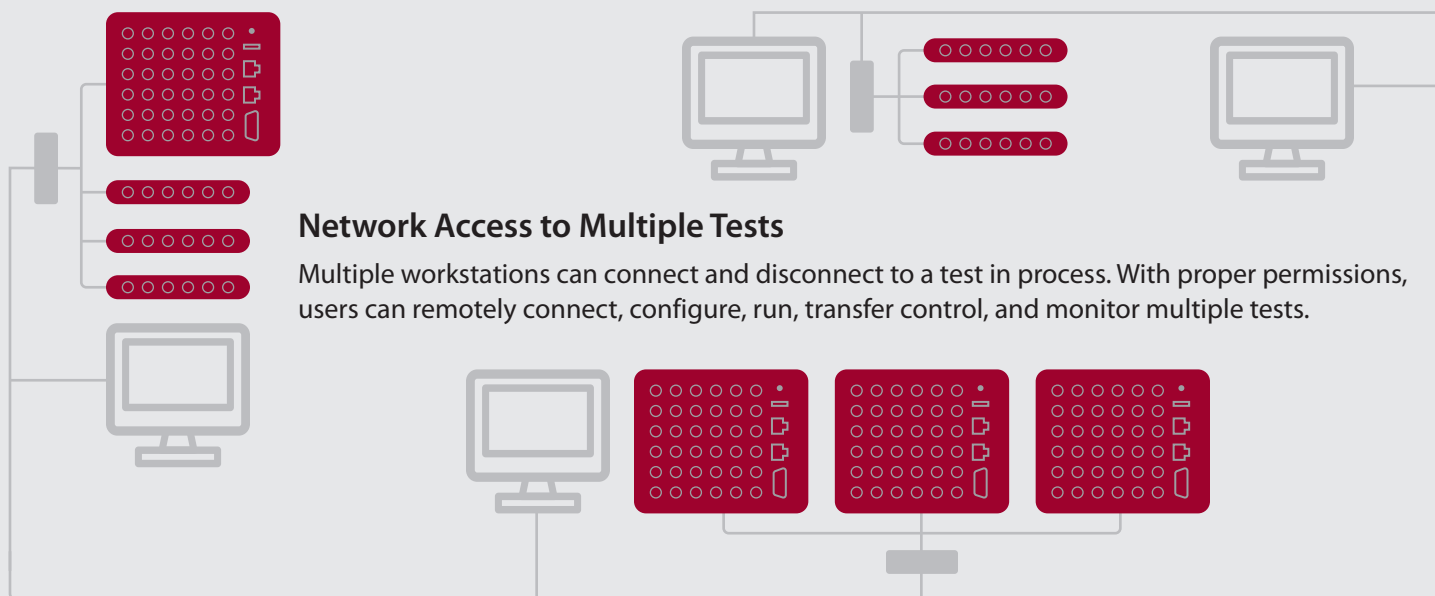 Network Access to Multiple Tests
Multiple workstations can connect and disconnect to a test in process. With proper permissions,
users can remotely connect, configure, run, transfer control, and monitor multiple tests.